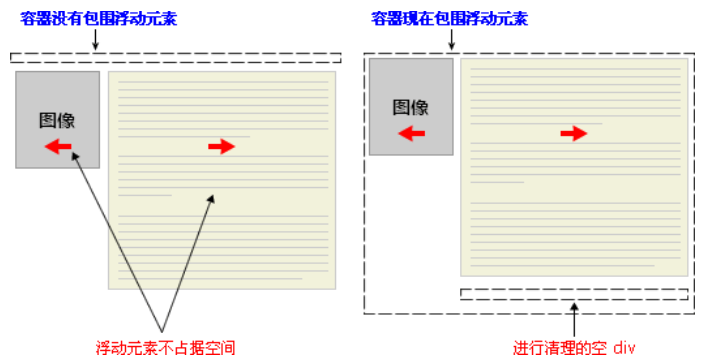 容器没有包围浮动元素
容器现在包围浮动元素
图像
图像
浮动元素不占据空间
进行清理的空 div